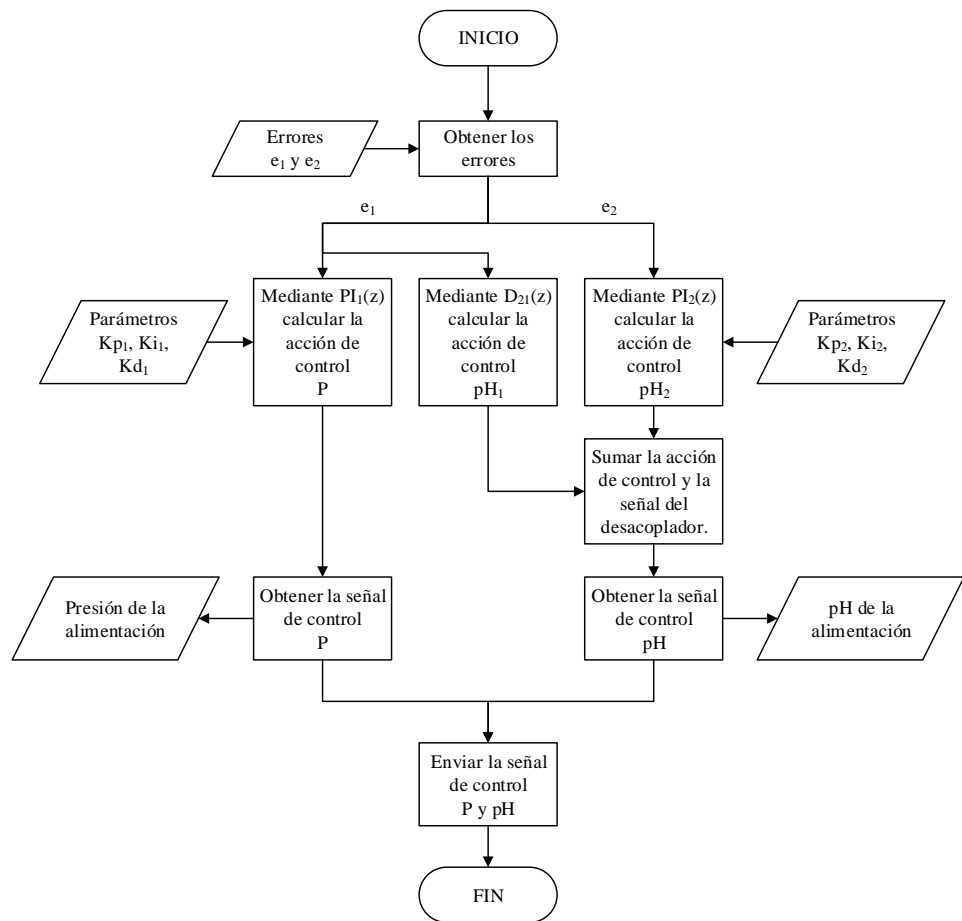 INICIO
Errores
e₁ y e₂
Obtener los
errores
e₁
e₂
Parámetros
Kp₁, Ki₁,
Kd₁
Mediante PI₁(z)
calcular la
acción de
control
P
Mediante D₂₁(z)
calcular la
acción de
control
pH₁
Mediante PI₂(z)
calcular la
acción de
control
pH₂
Parámetros
Kp₂, Ki₂,
Kd₂
Sumar la acción
de control y la
señal del
desacoplador.
Presión de la
alimentación
Obtener la señal
de control
P
Obtener la señal
de control
pH
pH de la
alimentación
Enviar la señal
de control
P y pH
FIN